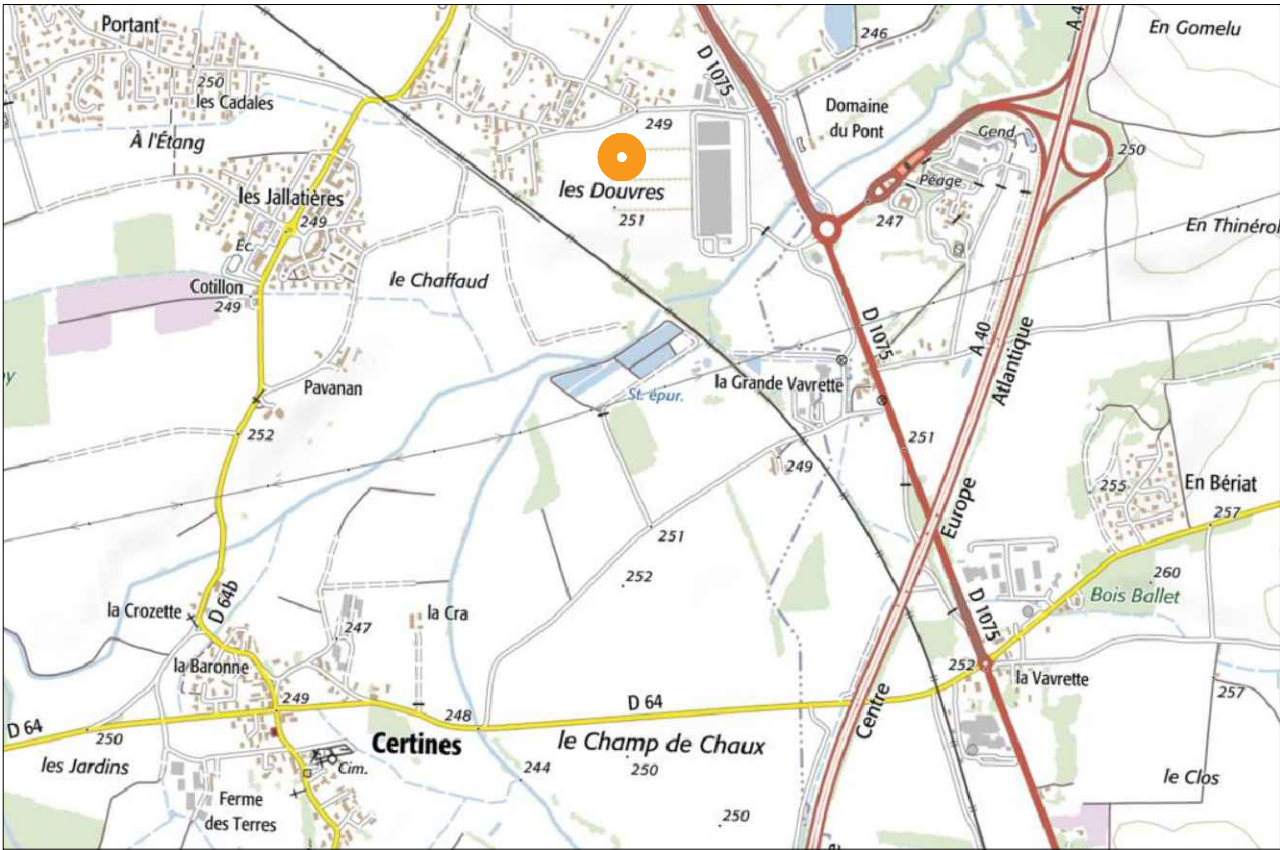 Portant
En Gomelu
A 4
246
D 1075
250
les Cadales
Domaine
du Pont
249
Gend.
À l'Étang
250
Péage
les Jallatières
les Douvres
251
247
249
En Thinérol
Éc.
le Chaffaud
Cotillon
249
D 1075
A 40
Atlantique
Pavanan
la Grande Vavrette
St. épur.
252
251
249
255
En Bériat
257
Europe
251
252
260
Bois Ballet
D 64b
la Crozette
la Cra
247
D 1075
la Baronne
252
la Vavrette
249
257
D 64
D 64
Centre
248
250
Certines
le Champ de Chaux
les Jardins
Cim.
244
250
le Clos
Ferme
des Terres
250